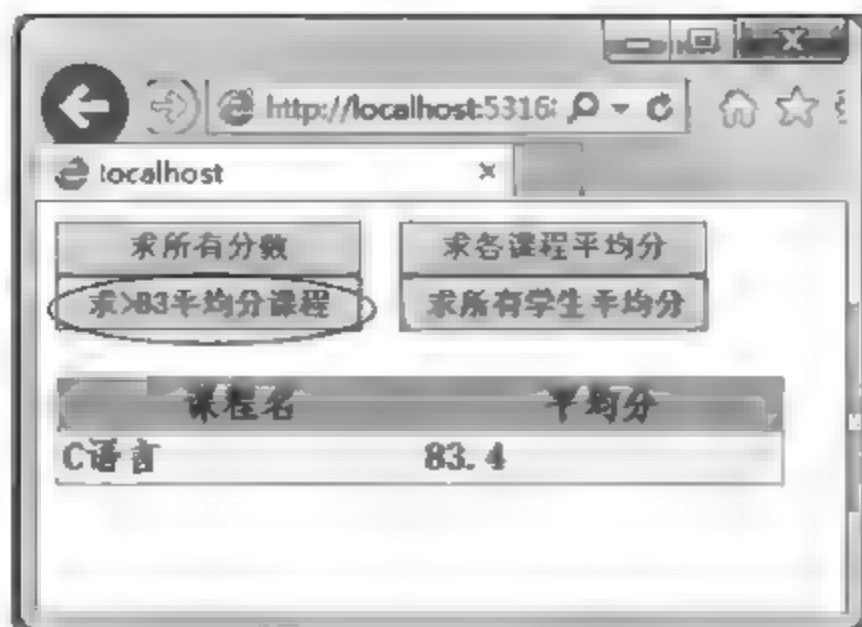 http://localhost:5316
localhost
求所有分数 求各课程平均分
求>83平均分课程 求所有学生平均分
课程名 平均分
C语言 83.4